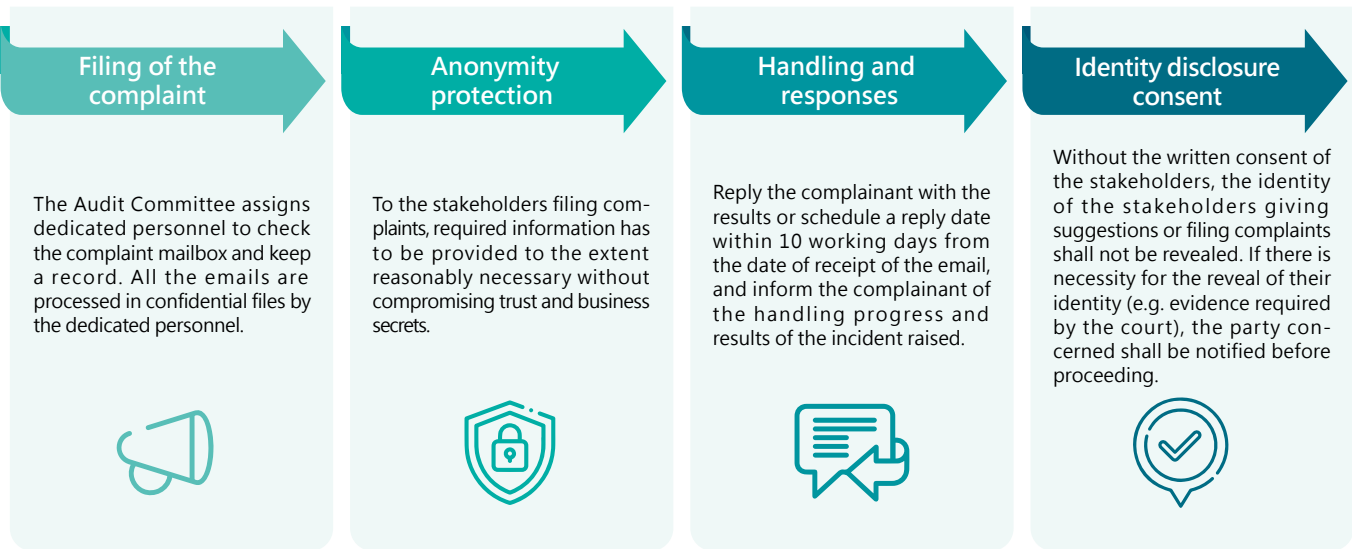 Filing of the
complaint
The Audit Committee assigns
dedicated personnel to check
the complaint mailbox and keep
a record. All the emails are
processed in confidential files by
the dedicated personnel.
Anonymity
protection
To the stakeholders filing com-
plaints, required information has
to be provided to the extent
reasonably necessary without
compromising trust and business
secrets.
Handling and
responses
Reply the complainant with the
results or schedule a reply date
within 10 working days from
the date of receipt of the email,
and inform the complainant of
the handling progress and
results of the incident raised.
Identity disclosure
consent
Without the written consent of
the stakeholders, the identity
of the stakeholders giving
suggestions or filing complaints
shall not be revealed. If there is
necessity for the reveal of their
identity (e.g. evidence required
by the court), the party con-
cerned shall be notified before
proceeding.